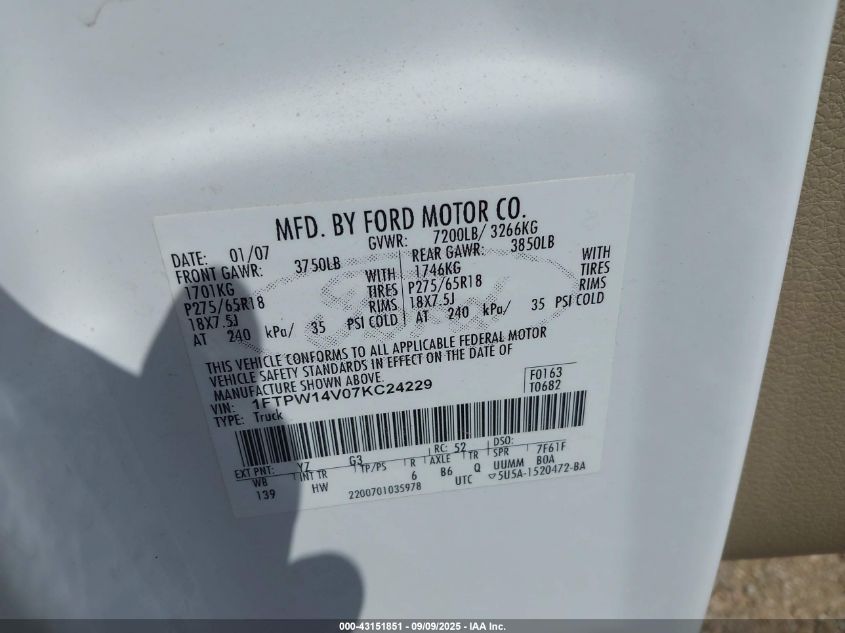 MFD. BY FORD MOTOR CO.
DATE: 01/07 GVWR: 7200LB/ 3266KG
FRONT GAWR: 3750LB REAR GAWR: 3850LB
1701KG WITH 1746KG WITH
P275/65R18 TIRES P275/65R18 TIRES
18X7.5J RIMS 18X7.5J RIMS
AT 240 kPa/ 35 PSI COLD AT 240 kPa/ 35 PSI COLD
THIS VEHICLE CONFORMS TO ALL APPLICABLE FEDERAL MOTOR
VEHICLE SAFETY STANDARDS IN EFFECT ON THE DATE OF
MANUFACTURE SHOWN ABOVE.
VIN: 1FTPW14V07KC24229 F0163
TYPE: Truck T0682
EXT PNT: YZ G3 RC: 52 DSO:
WB INT TR TP/PS R AXLE TR SPR 7F61F
139 HW 6 B6 Q UUMM BOA
2200701035978 UTC ▽5U5A-1520472-BA
Ford
000-43151851 - 09/09/2025 - IAA Inc.